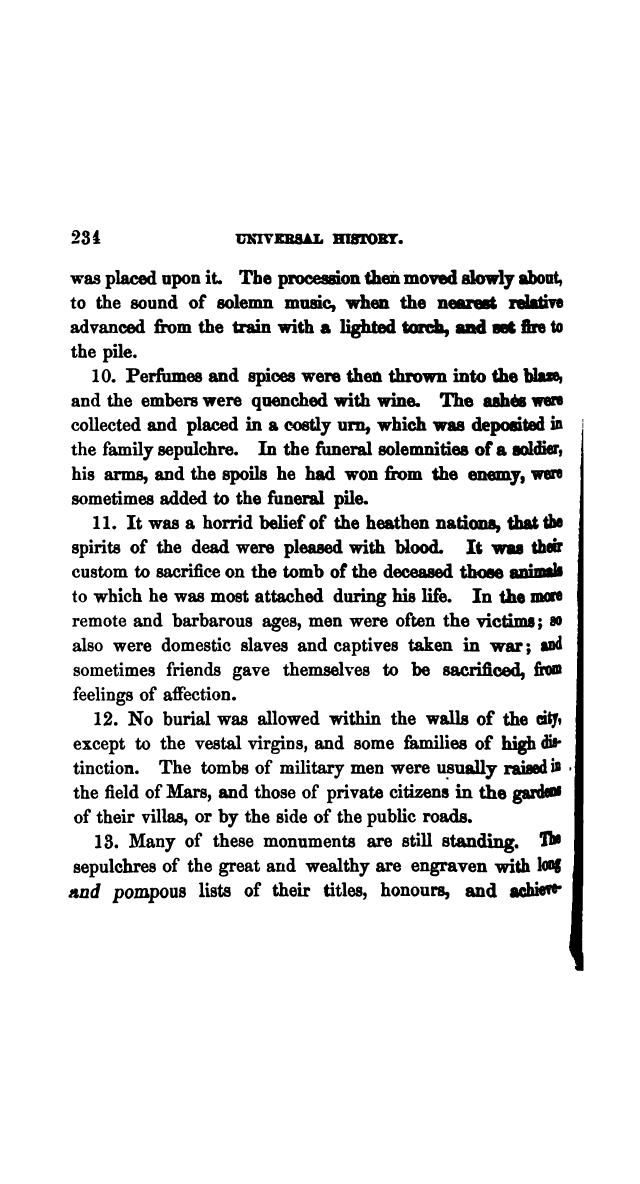 234 UNIVERSAL HISTORY.
was placed upon it. The procession then moved slowly about,
to the sound of solemn music, when the nearest relative
advanced from the train with a lighted torch, and set fire to
the pile.
10. Perfumes and spices were then thrown into the blaze,
and the embers were quenched with wine. The ashes were
collected and placed in a costly urn, which was deposited in
the family sepulchre. In the funeral solemnities of a soldier,
his arms, and the spoils he had won from the enemy, were
sometimes added to the funeral pile.
11. It was a horrid belief of the heathen nations, that the
spirits of the dead were pleased with blood. It was their
custom to sacrifice on the tomb of the deceased those animals
to which he was most attached during his life. In the more
remote and barbarous ages, men were often the victims; so
also were domestic slaves and captives taken in war; and
sometimes friends gave themselves to be sacrificed, from
feelings of affection.
12. No burial was allowed within the walls of the city,
except to the vestal virgins, and some families of high dis-
tinction. The tombs of military men were usually raised in
the field of Mars, and those of private citizens in the gardens
of their villas, or by the side of the public roads.
13. Many of these monuments are still standing. The
sepulchres of the great and wealthy are engraven with long
and pompous lists of their titles, honours, and achieve-